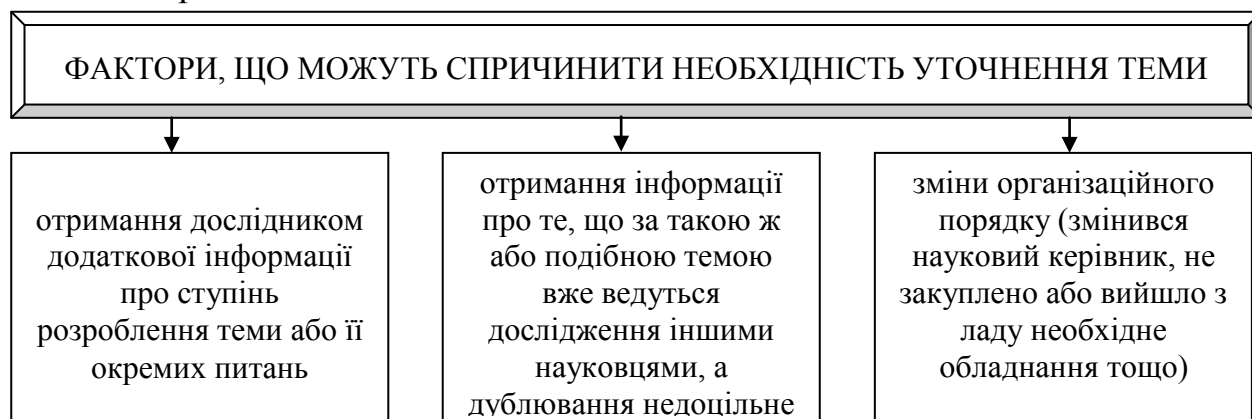 ФАКТОРИ, ЩО МОЖУТЬ СПРИЧИНИТИ НЕОБХІДНІСТЬ УТОЧНЕННЯ ТЕМИ
отримання дослідником
додаткової інформації
про ступінь
розроблення теми або її
окремих питань
отримання інформації
про те, що за такою ж
або подібною темою
вже ведуться
дослідження іншими
науковцями, а
дублювання недоцільне
зміни організаційного
порядку (змінився
науковий керівник, не
закуплено або вийшло з
ладу необхідне
обладнання тощо)